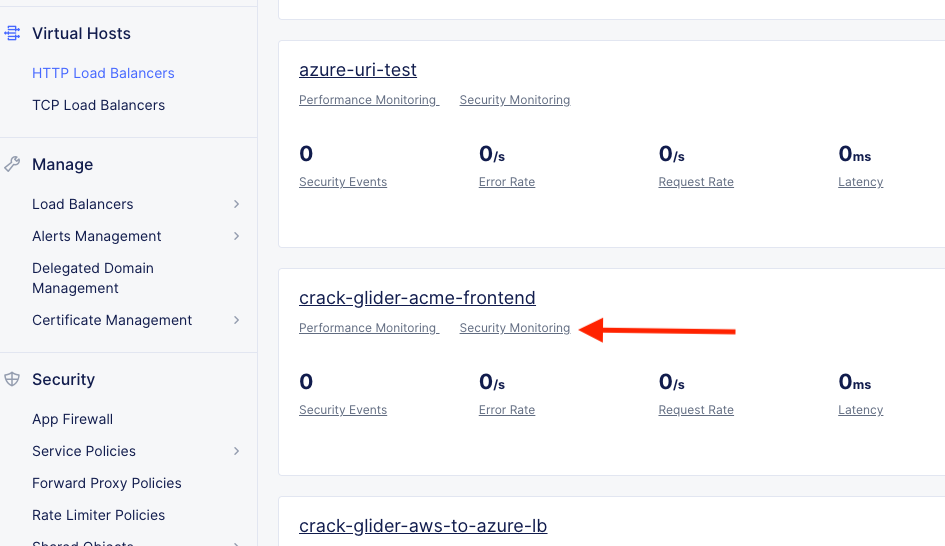 Virtual Hosts
HTTP Load Balancers
TCP Load Balancers
Manage
Load Balancers
Alerts Management
Delegated Domain
Management
Certificate Management
Security
App Firewall
Service Policies
Forward Proxy Policies
Rate Limiter Policies
Shared Objects
azure-uri-test
Performance Monitoring Security Monitoring
0 0/s 0/s 0ms
Security Events Error Rate Request Rate Latency
crack-glider-acme-frontend
Performance Monitoring Security Monitoring
0 0/s 0/s 0ms
Security Events Error Rate Request Rate Latency
crack-glider-aws-to-azure-lb